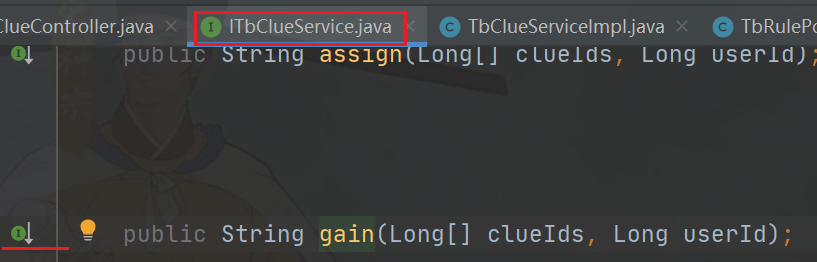 ClueController.java ITbClueService.java TbClueServiceImpl.java TbRulePo
public String assign(Long[] clueIds, Long userId);
public String gain(Long[] clueIds, Long userId);